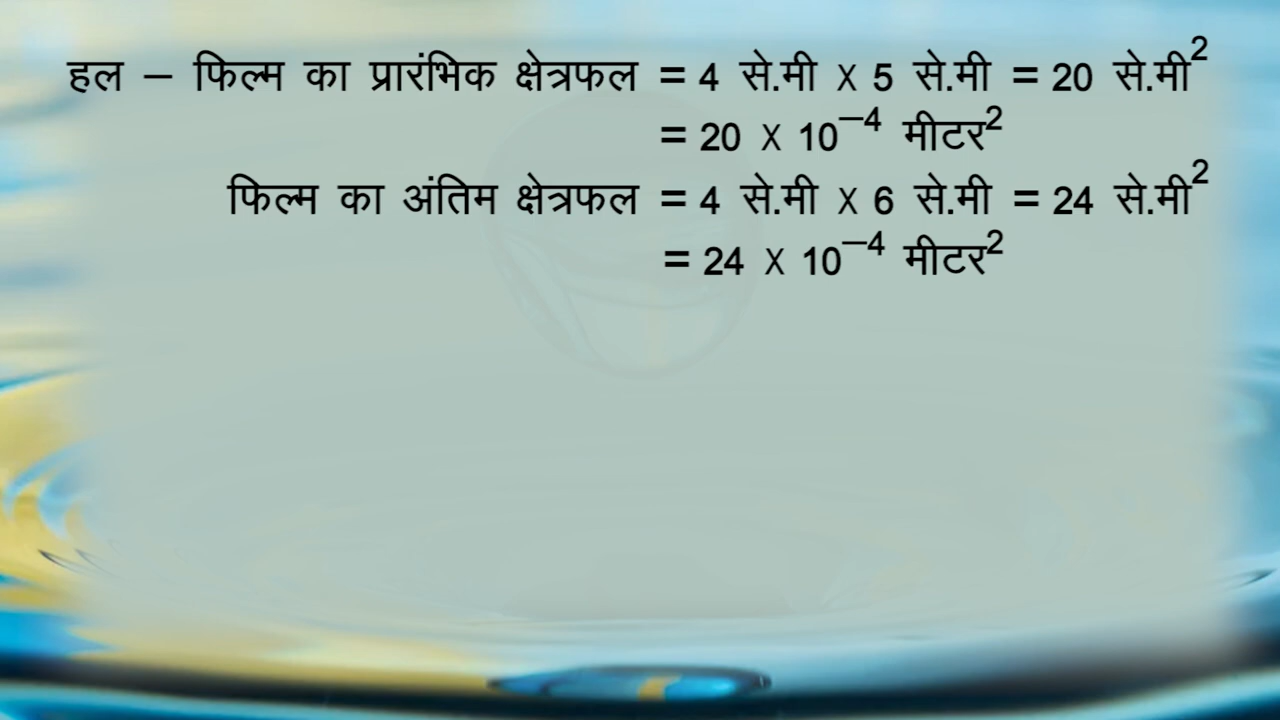 हल – फिल्म का प्रारंभिक क्षेत्रफल = 4 से.मी X 5 से.मी = 20 से.मी²
= 20 X 10⁻⁴ मीटर²
फिल्म का अंतिम क्षेत्रफल = 4 से.मी X 6 से.मी = 24 से.मी²
= 24 X 10⁻⁴ मीटर²